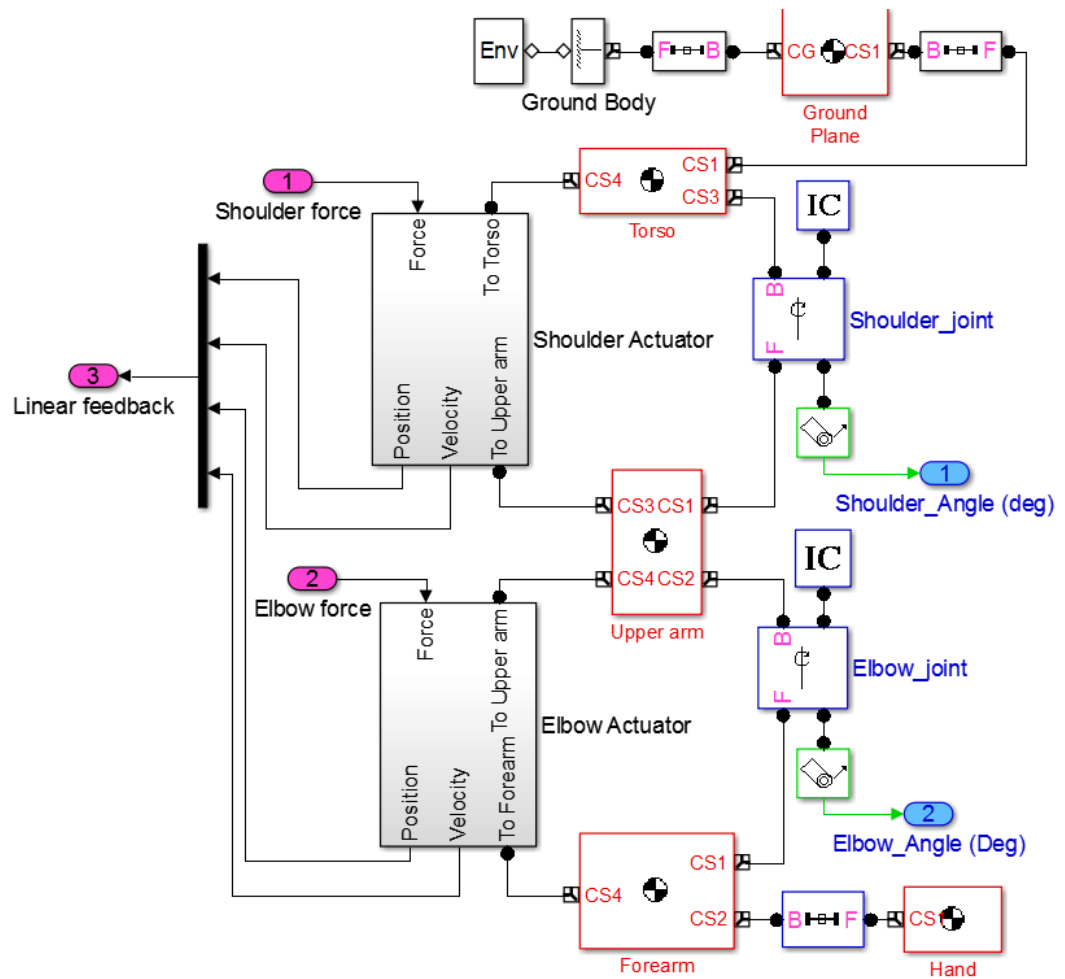 Env
Ground Body
F B
CG CS1
Ground
Plane
B F
1
Shoulder force
CS4 CS1
CS3
Torso
IC
Force
To Torso
Position
Velocity
To Upper arm
Shoulder Actuator
B
F
Shoulder_joint
3
Linear feedback
1
Shoulder_Angle (deg)
CS3 CS1
CS4 CS2
Upper arm
IC
2
Elbow force
Force
To Upper arm
Position
Velocity
To Forearm
Elbow Actuator
B
F
Elbow_joint
2
Elbow_Angle (Deg)
CS1
CS4
CS2
Forearm
B F
CS1
Hand